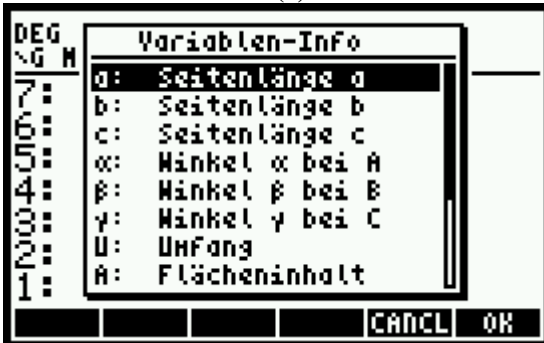 DEG
↖G M
Variablen-Info
7:
6:
5:
4:
3:
2:
1:
a: Seitenlänge a
b: Seitenlänge b
c: Seitenlänge c
α: Winkel α bei A
β: Winkel β bei B
γ: Winkel γ bei C
U: Umfang
A: Flächeninhalt
CANCL OK